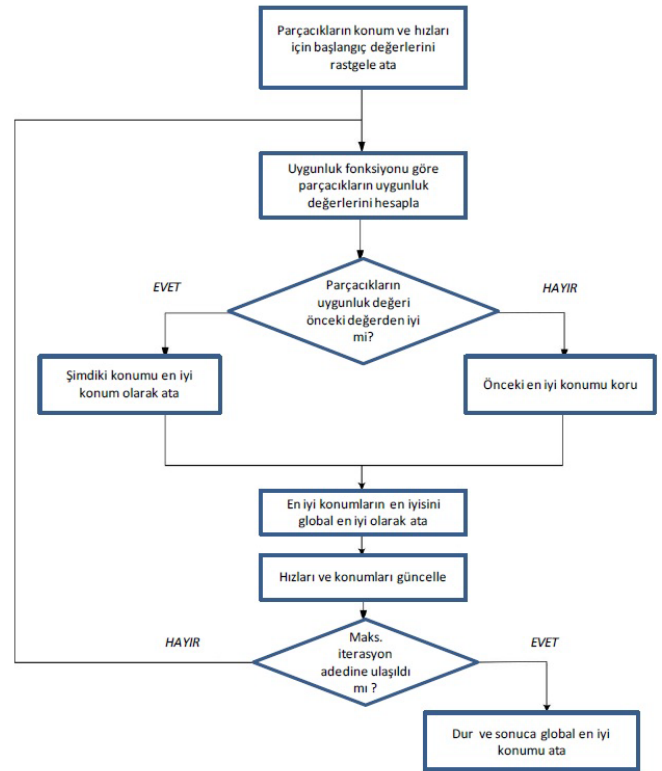 Parçacıkların konum ve hızları
için başlangıç değerlerini
rastgele ata
Uygunluk fonksiyonu göre
parçacıkların uygunluk
değerlerini hesapla
EVET
Parçacıkların
uygunluk değeri
önceki değerden iyi
mi?
HAYIR
Şimdiki konumu en iyi
konum olarak ata
Önceki en iyi konumu koru
En iyi konumların en iyisini
global en iyi olarak ata
Hızları ve konumları güncelle
HAYIR
Maks.
iterasyon
adedine ulaşıldı
mı ?
EVET
Dur ve sonuca global en iyi
konumu ata